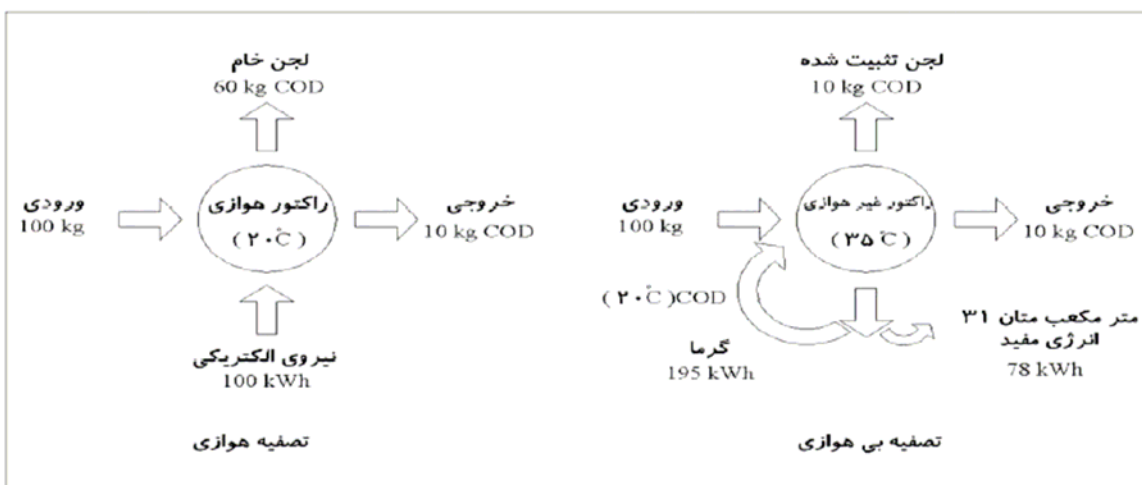 لجن خام
60 kg COD
ورودی
100 kg
راکتور هوازی
(۲۰°C)
خروجی
10 kg COD
نیروی الکتریکی
100 kWh
تصفیه هوازی
لجن تثبیت شده
10 kg COD
ورودی
100 kg
راکتور غیر هوازی
(۳۵°C)
خروجی
10 kg COD
(۲۰°C)COD
گرما
195 kWh
متر مکعب متان ۳۱
انرژی مفید
78 kWh
تصفیه بی هوازی